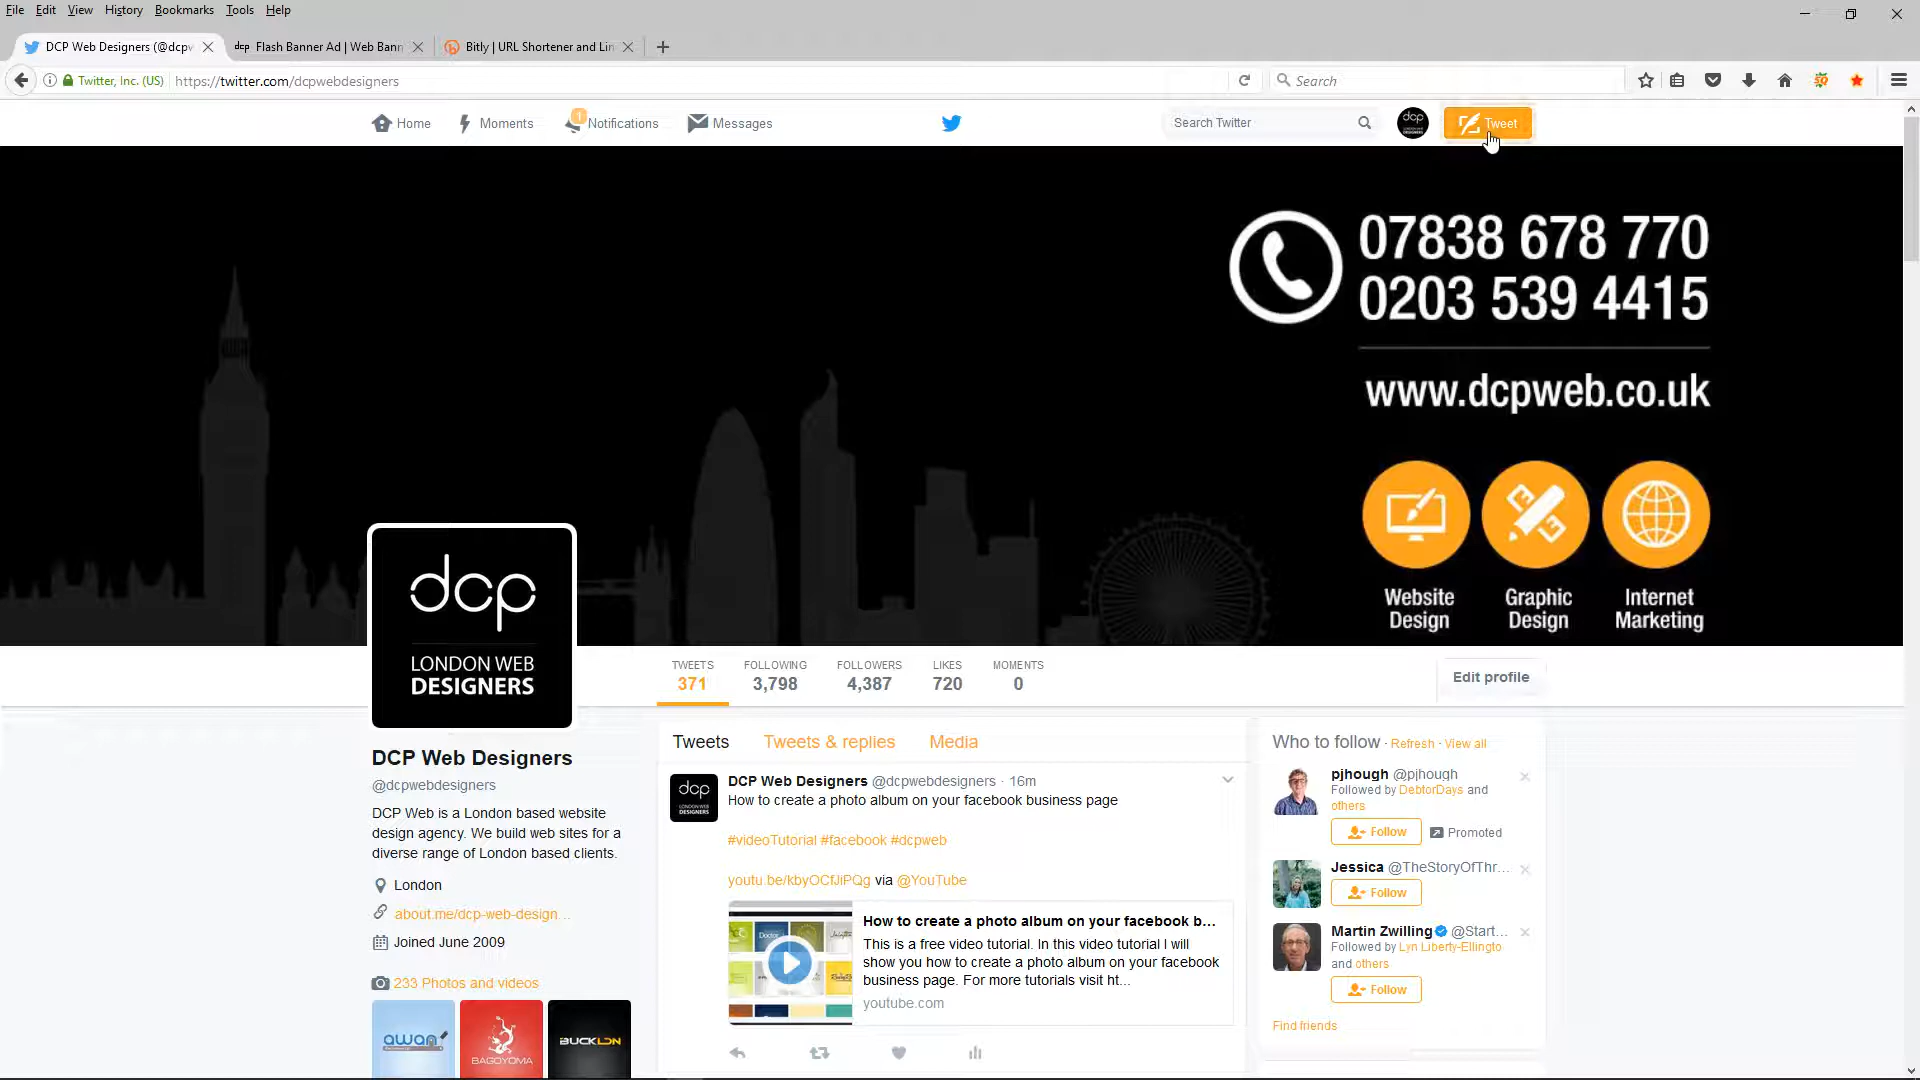 File Edit View History Bookmarks Tools Help
DCP Web Designers (@dcpv
dcp Flash Banner Ad | Web Bann
Bitly | URL Shortener and Lin
Twitter, Inc. (US) https://twitter.com/dcpwebdesigners
Search
Home Moments 1 Notifications Messages
Search Twitter
dcp
Tweet
07838 678 770
0203 539 4415
www.dcpweb.co.uk
Website Design
Graphic Design
Internet Marketing
dcp
LONDON WEB
DESIGNERS
TWEETS FOLLOWING FOLLOWERS LIKES MOMENTS
371 3,798 4,387 720 0
Edit profile
DCP Web Designers
@dcpwebdesigners
DCP Web is a London based website
design agency. We build web sites for a
diverse range of London based clients.
London
about.me/dcp-web-design...
Joined June 2009
233 Photos and videos
awan
BAGOYOMA
BUCKLDN
Tweets Tweets & replies Media
dcp
LONDON WEB
DESIGNERS
DCP Web Designers @dcpwebdesigners · 16m
How to create a photo album on your facebook business page
#videoTutorial #facebook #dcpweb
youtu.be/kbyOCfJiPQg via @YouTube
How to create a photo album on your facebook b...
This is a free video tutorial. In this video tutorial I will
show you how to create a photo album on your facebook
business page. For more tutorials visit ht...
youtube.com
Who to follow · Refresh · View all
pjhough @pjhough
Followed by DebtorDays and
others
Follow Promoted
Jessica @TheStoryOfThr...
Follow
Martin Zwilling @Start...
Followed by Lyn Liberty-Ellingto
and others
Follow
Find friends